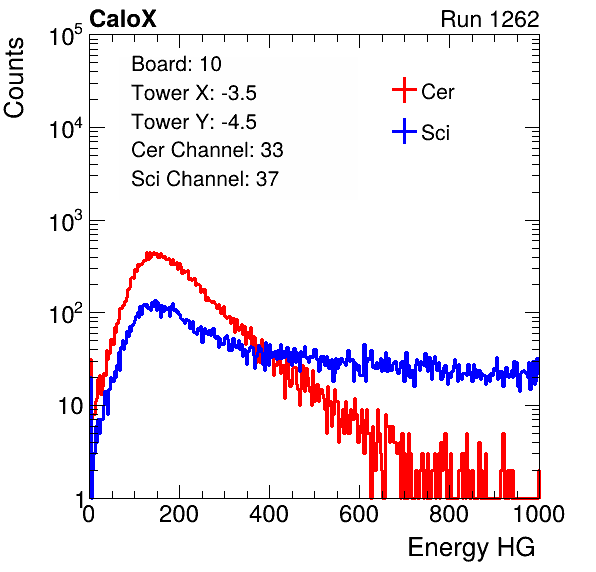 CaloX Run 1262
Counts
10^5
10^4
10^3
10^2
10
1
Board: 10
Tower X: -3.5
Tower Y: -4.5
Cer Channel: 33
Sci Channel: 37
Cer
Sci
0 200 400 600 800 1000
Energy HG